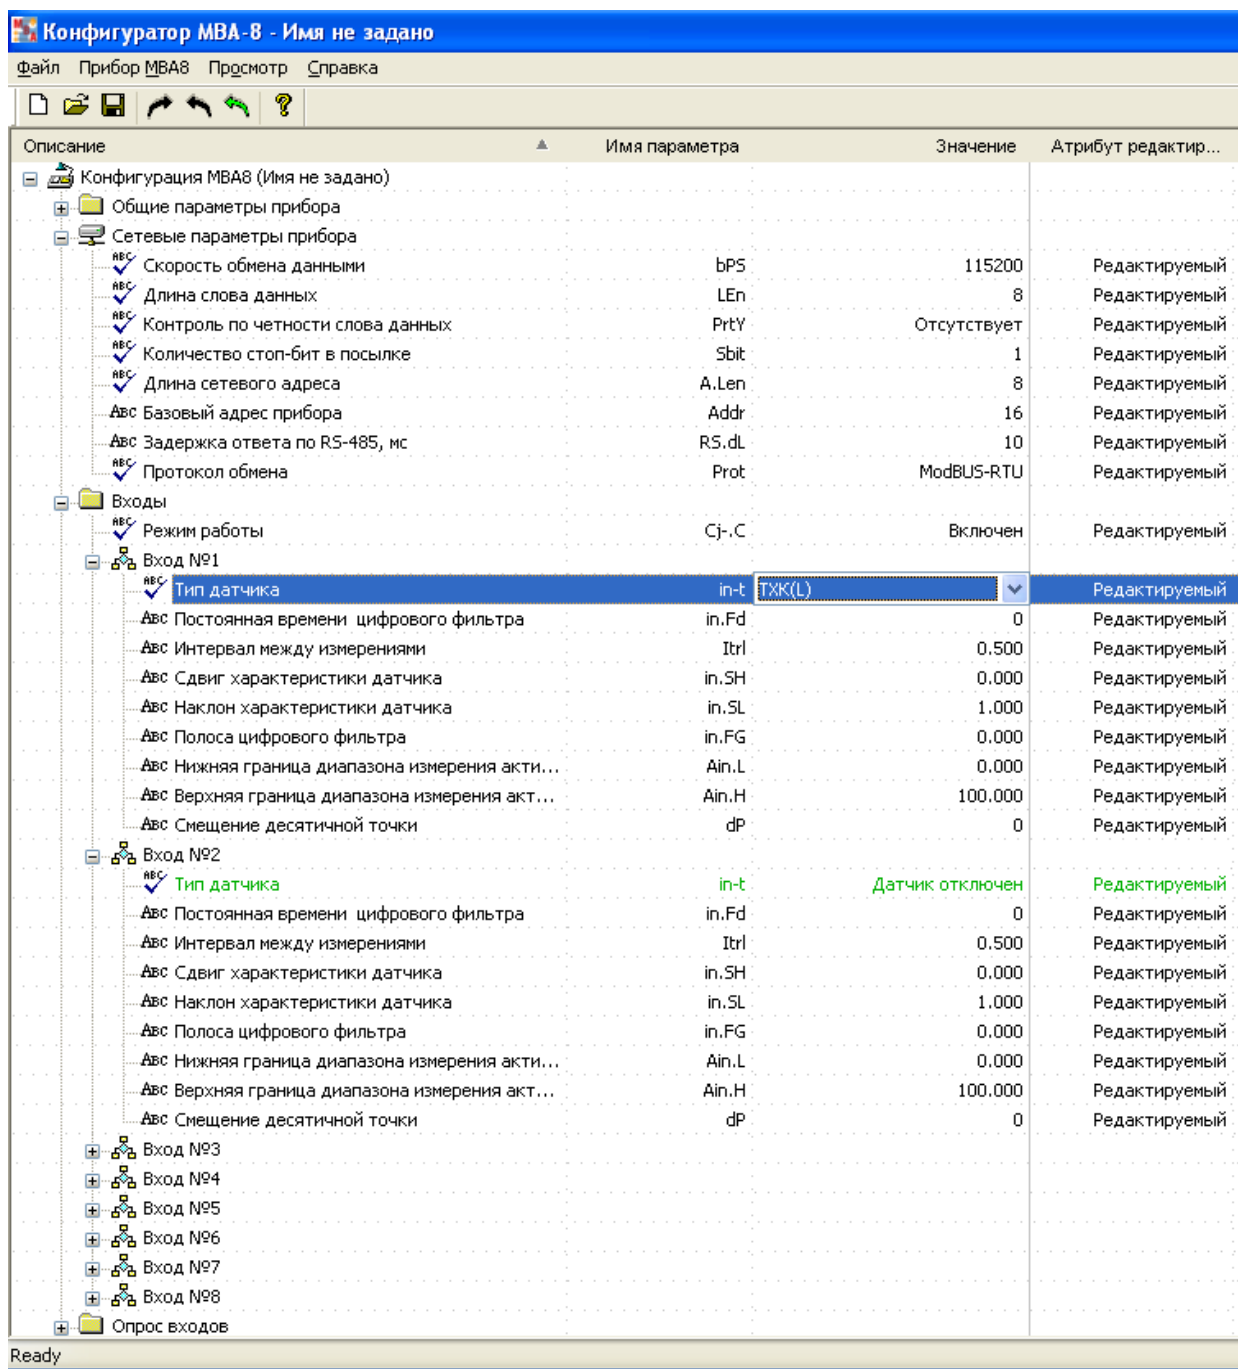 Конфигуратор МВА-8 - Имя не задано
Файл Прибор МВА8 Просмотр Справка
Описание Имя параметра Значение Атрибут редактир...
Конфигурация МВА8 (Имя не задано)
Общие параметры прибора
Сетевые параметры прибора
Скорость обмена данными bPS 115200 Редактируемый
Длина слова данных LEn 8 Редактируемый
Контроль по четности слова данных PrtY Отсутствует Редактируемый
Количество стоп-бит в посылке Sbit 1 Редактируемый
Длина сетевого адреса A.Len 8 Редактируемый
Базовый адрес прибора Addr 16 Редактируемый
Задержка ответа по RS-485, мс RS.dL 10 Редактируемый
Протокол обмена Prot ModBUS-RTU Редактируемый
Входы
Режим работы Cj-.C Включен Редактируемый
Вход №1
Тип датчика in-t ТХК(L) Редактируемый
Постоянная времени цифрового фильтра in.Fd 0 Редактируемый
Интервал между измерениями Itrl 0.500 Редактируемый
Сдвиг характеристики датчика in.SH 0.000 Редактируемый
Наклон характеристики датчика in.SL 1.000 Редактируемый
Полоса цифрового фильтра in.FG 0.000 Редактируемый
Нижняя граница диапазона измерения акти... Ain.L 0.000 Редактируемый
Верхняя граница диапазона измерения акт... Ain.H 100.000 Редактируемый
Смещение десятичной точки dP 0 Редактируемый
Вход №2
Тип датчика in-t Датчик отключен Редактируемый
Постоянная времени цифрового фильтра in.Fd 0 Редактируемый
Интервал между измерениями Itrl 0.500 Редактируемый
Сдвиг характеристики датчика in.SH 0.000 Редактируемый
Наклон характеристики датчика in.SL 1.000 Редактируемый
Полоса цифрового фильтра in.FG 0.000 Редактируемый
Нижняя граница диапазона измерения акти... Ain.L 0.000 Редактируемый
Верхняя граница диапазона измерения акт... Ain.H 100.000 Редактируемый
Смещение десятичной точки dP 0 Редактируемый
Вход №3
Вход №4
Вход №5
Вход №6
Вход №7
Вход №8
Опрос входов
Ready